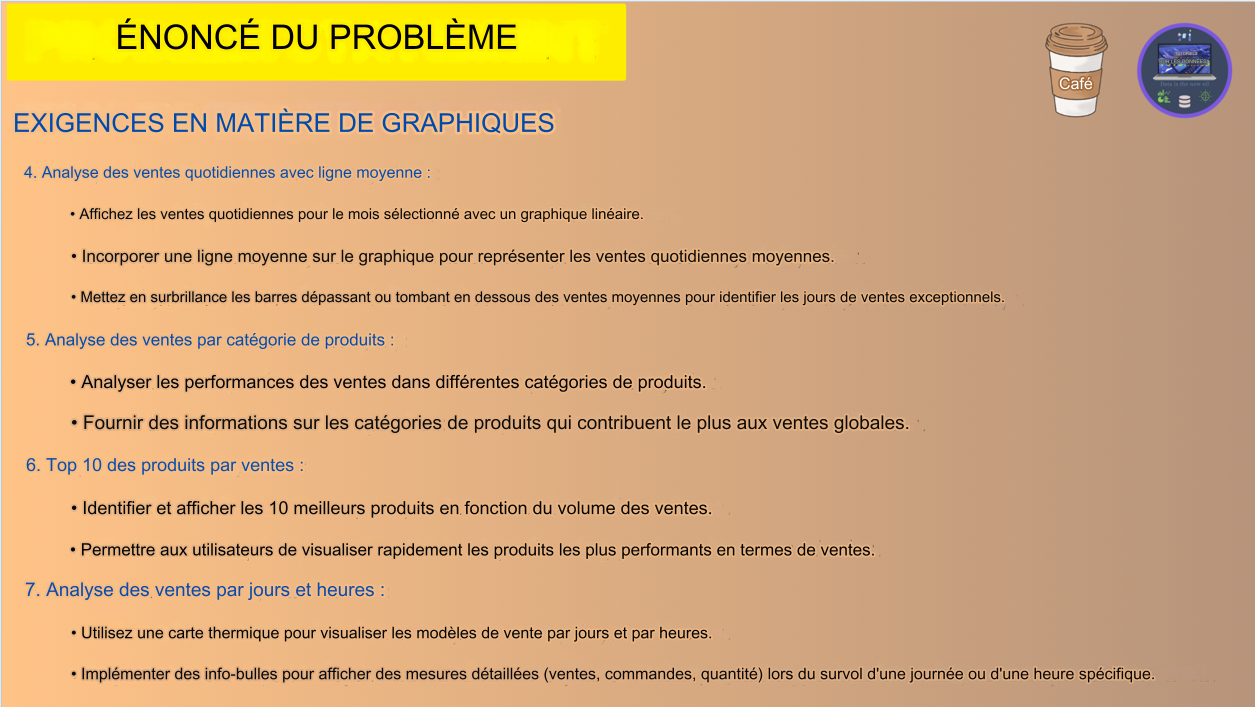 ÉNONCÉ DU PROBLÈME
Café
TUTORIELS
SUR LES DONNÉES
Data is the new oil
EXIGENCES EN MATIÈRE DE GRAPHIQUES
4. Analyse des ventes quotidiennes avec ligne moyenne :
• Affichez les ventes quotidiennes pour le mois sélectionné avec un graphique linéaire.
• Incorporer une ligne moyenne sur le graphique pour représenter les ventes quotidiennes moyennes.
• Mettez en surbrillance les barres dépassant ou tombant en dessous des ventes moyennes pour identifier les jours de ventes exceptionnels.
5. Analyse des ventes par catégorie de produits :
• Analyser les performances des ventes dans différentes catégories de produits.
• Fournir des informations sur les catégories de produits qui contribuent le plus aux ventes globales.
6. Top 10 des produits par ventes :
• Identifier et afficher les 10 meilleurs produits en fonction du volume des ventes.
• Permettre aux utilisateurs de visualiser rapidement les produits les plus performants en termes de ventes.
7. Analyse des ventes par jours et heures :
• Utilisez une carte thermique pour visualiser les modèles de vente par jours et par heures.
• Implémenter des info-bulles pour afficher des mesures détaillées (ventes, commandes, quantité) lors du survol d'une journée ou d'une heure spécifique.